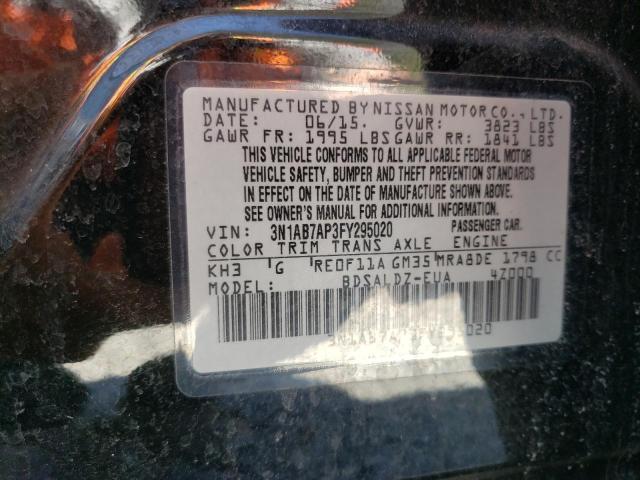 MANUFACTURED BY NISSAN MOTOR CO., LTD.
DATE: 06/15. GVWR: 3823 LBS
GAWR FR: 1995 LBS GAWR RR: 1841 LBS
THIS VEHICLE CONFORMS TO ALL APPLICABLE FEDERAL MOTOR
VEHICLE SAFETY, BUMPER AND THEFT PREVENTION STANDARDS
IN EFFECT ON THE DATE OF MANUFACTURE SHOWN ABOVE.
SEE OWNER'S MANUAL FOR ADDITIONAL INFORMATION.
VIN: 3N1AB7AP3FY295020 PASSENGER CAR.
COLOR TRIM TRANS AXLE ENGINE
KH3 G RE0F11A GM35 MRA8DE 1798 CC
MODEL: BDSALDZ-EUA 4Z000